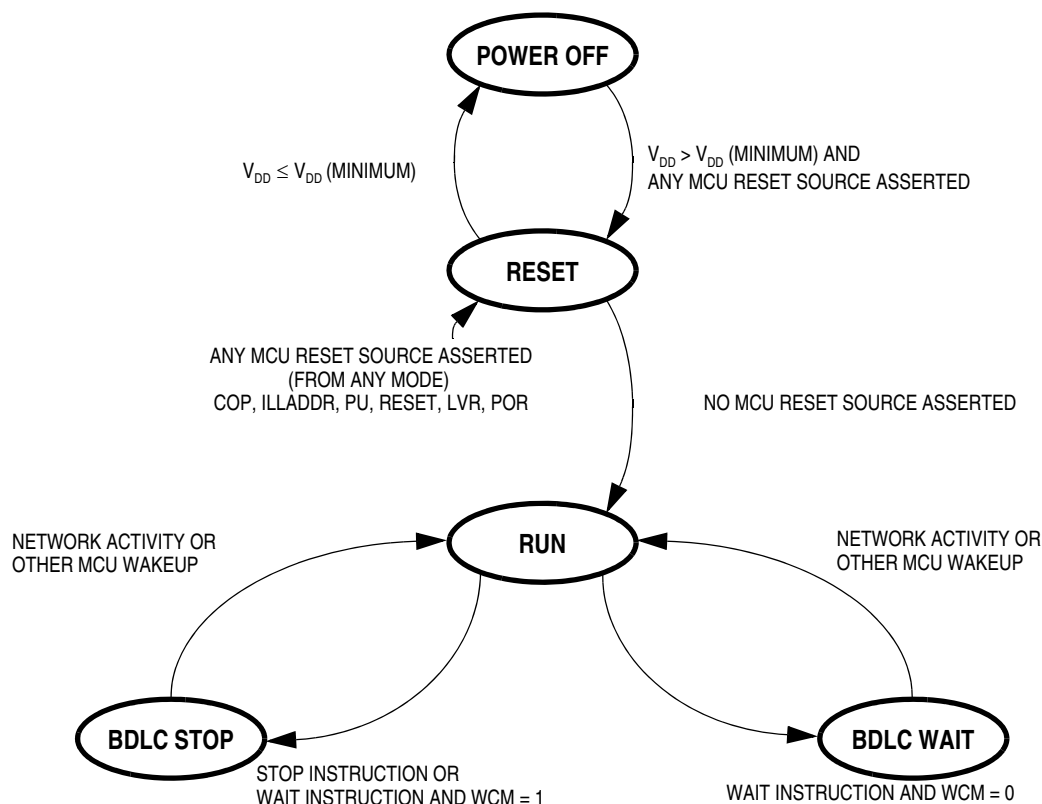 POWER OFF
V_DD ≤ V_DD (MINIMUM)
V_DD > V_DD (MINIMUM) AND
ANY MCU RESET SOURCE ASSERTED
RESET
ANY MCU RESET SOURCE ASSERTED
(FROM ANY MODE)
COP, ILLADDR, PU, RESET, LVR, POR
NO MCU RESET SOURCE ASSERTED
NETWORK ACTIVITY OR
OTHER MCU WAKEUP
RUN
NETWORK ACTIVITY OR
OTHER MCU WAKEUP
BDLC STOP
BDLC WAIT
STOP INSTRUCTION OR
WAIT INSTRUCTION AND WCM = 1
WAIT INSTRUCTION AND WCM = 0